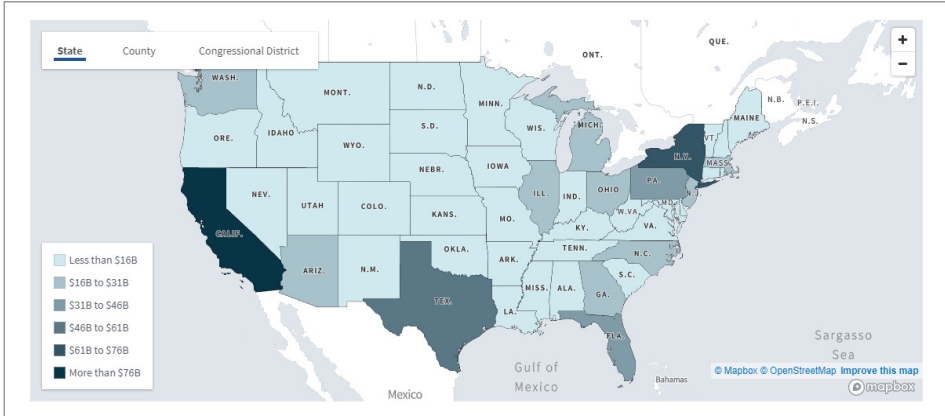 State County Congressional District
+
−
ONT.
QUE.
N.B.
P.E.I.
N.S.
WASH.
MONT.
N.D.
MINN.
MAINE
VT.
ORE.
IDAHO
S.D.
WIS.
MICH.
N.Y.
MASS
WYO.
NEBR.
IOWA
ILL.
IND.
OHIO
PA.
N.J.
MD.
NEV.
UTAH
COLO.
KANS.
MO.
KY.
W.VA.
VA.
CALIF.
ARIZ.
N.M.
OKLA.
ARK.
TENN.
N.C.
S.C.
TEX.
LA.
MISS.
ALA.
GA.
FLA.
Less than $16B
$16B to $31B
$31B to $46B
$46B to $61B
$61B to $76B
More than $76B
Mexico
Gulf of
Mexico
Bahamas
Sargasso
Sea
© Mapbox © OpenStreetMap Improve this map
mapbox